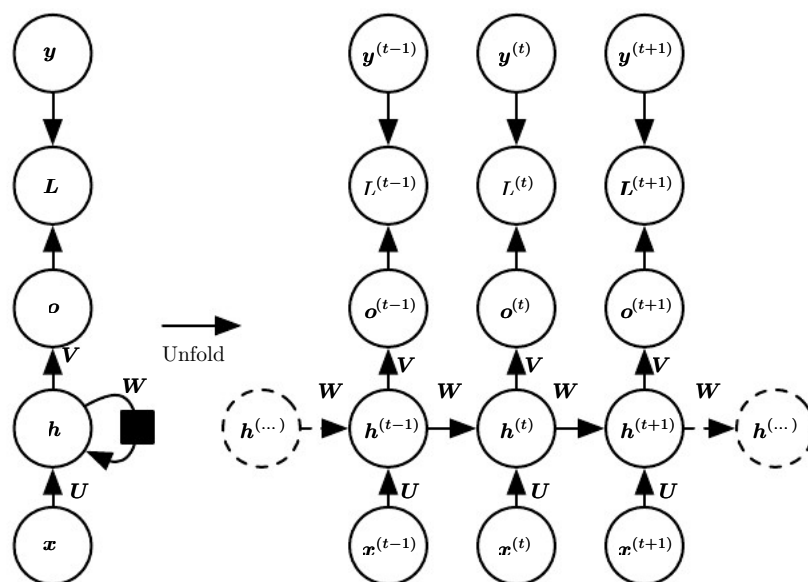 y y^(t−1) y^(t) y^(t+1)
L L^(t−1) L^(t) L^(t+1)
o o^(t−1) o^(t) o^(t+1)
Unfold
V V V V
W W W W W
h h^(...) h^(t−1) h^(t) h^(t+1) h^(...)
U U U U
x x^(t−1) x^(t) x^(t+1)